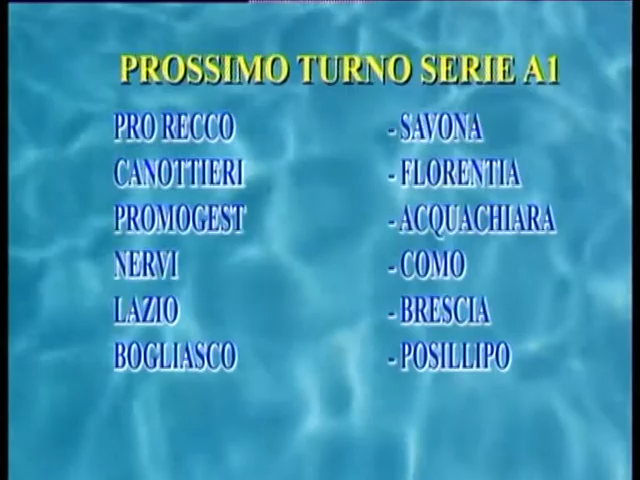 PROSSIMO TURNO SERIE A1
PRO RECCO - SAVONA
CANOTTIERI - FLORENTIA
PROMOGEST - ACQUACHIARA
NERVI - COMO
LAZIO - BRESCIA
BOGLIASCO - POSILLIPO